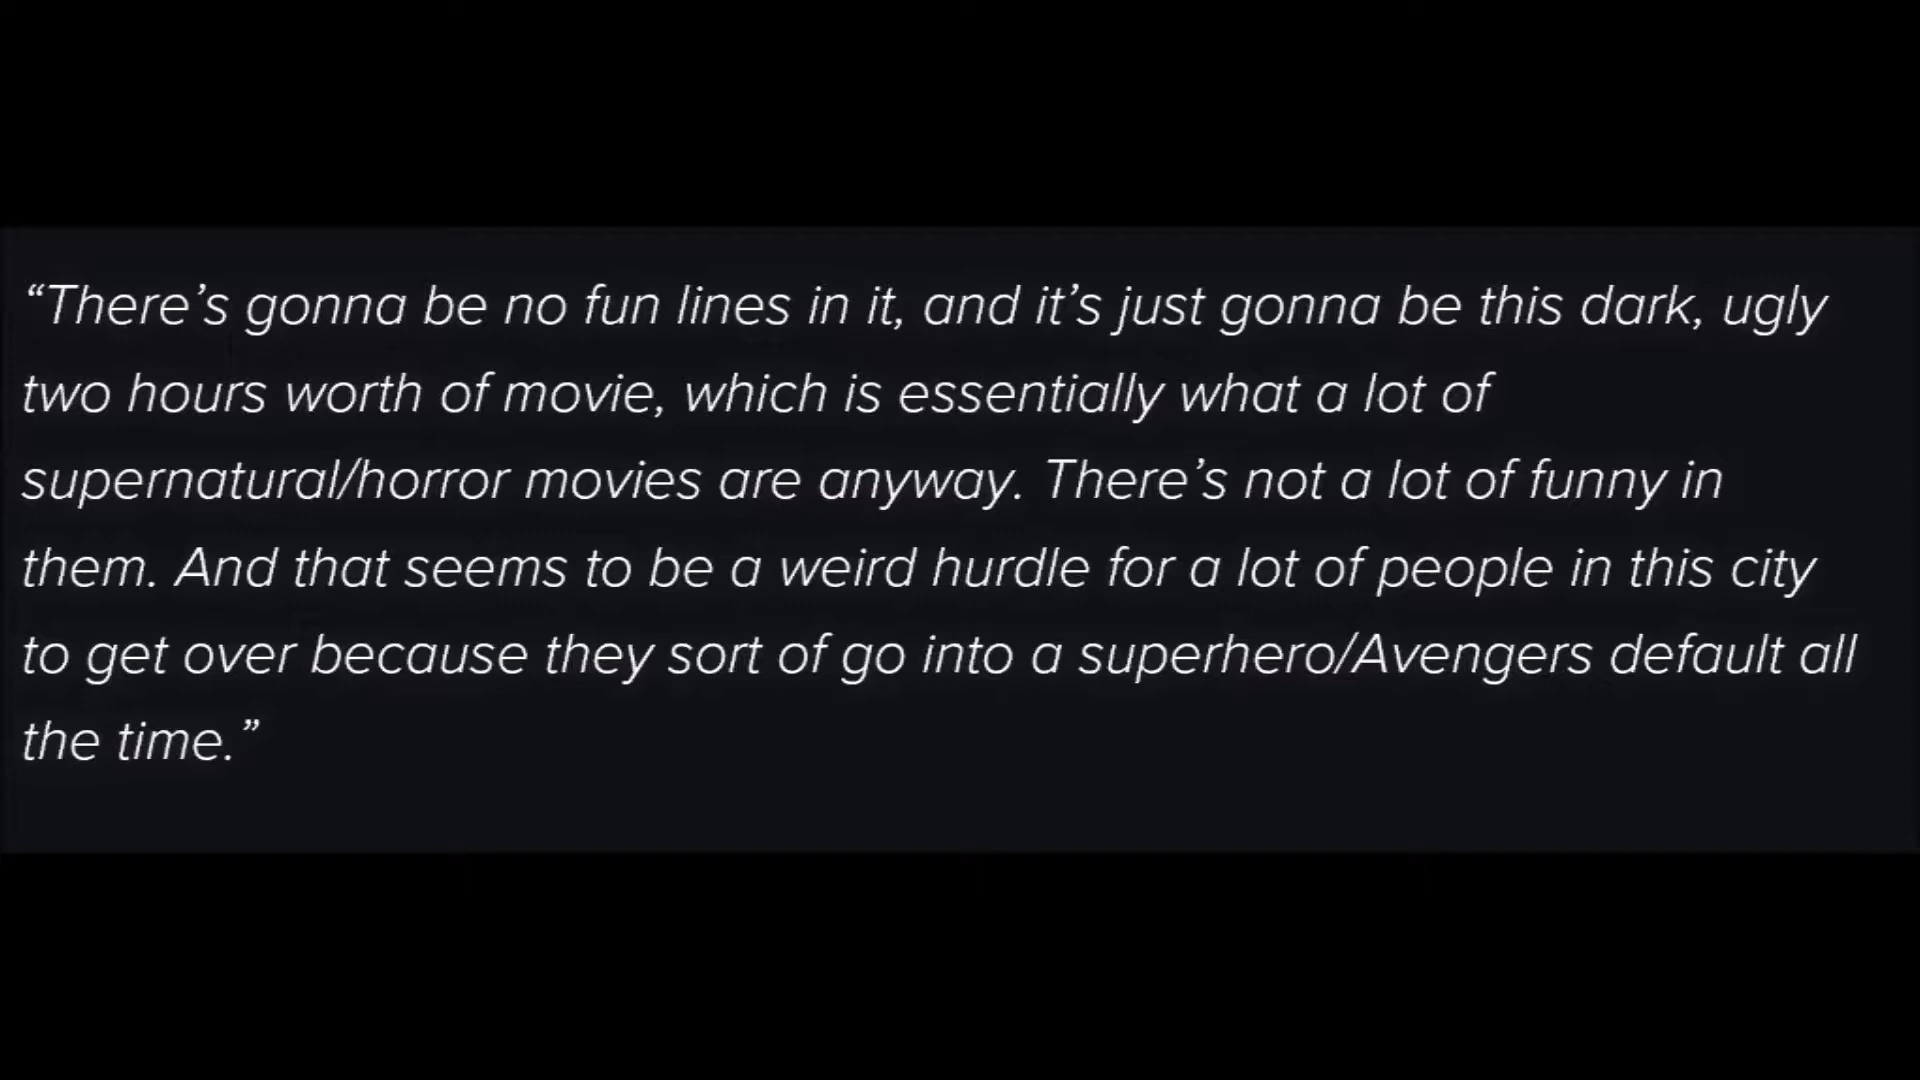 “There’s gonna be no fun lines in it, and it’s just gonna be this dark, ugly
two hours worth of movie, which is essentially what a lot of
supernatural/horror movies are anyway. There’s not a lot of funny in
them. And that seems to be a weird hurdle for a lot of people in this city
to get over because they sort of go into a superhero/Avengers default all
the time.”